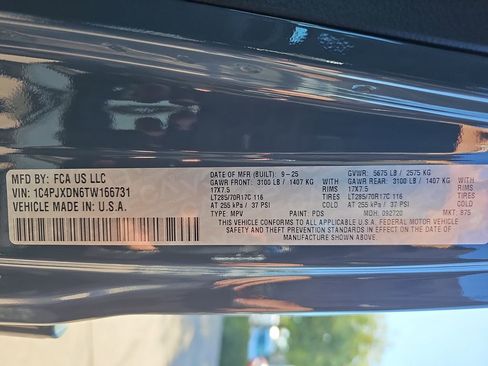 MFD BY: FCA US LLC
VIN: 1C4PJXDN6TW166731
VEHICLE MADE IN: U.S.A.
DATE OF MFR (BUILT): 9-25 GVWR: 5675 LB / 2575 KG
GAWR FRONT: 3100 LB / 1407 KG GAWR REAR: 3100 LB / 1407 KG
17X7.5 RIMS 17X7.5 RIMS
LT285/70R17C 116 TIRES LT285/70R17C 116 TIRES
AT 255 kPa / 37 PSI COLD AT 255 kPa / 37 PSI COLD
TYPE: MPV PAINT: PDS MDH: 092720 MKT: 875
THIS VEHICLE CONFORMS TO ALL APPLICABLE U.S.A. FEDERAL MOTOR VEHICLE
SAFETY AND THEFT PREVENTION STANDARDS IN EFFECT ON THE DATE OF
MANUFACTURE SHOWN ABOVE.